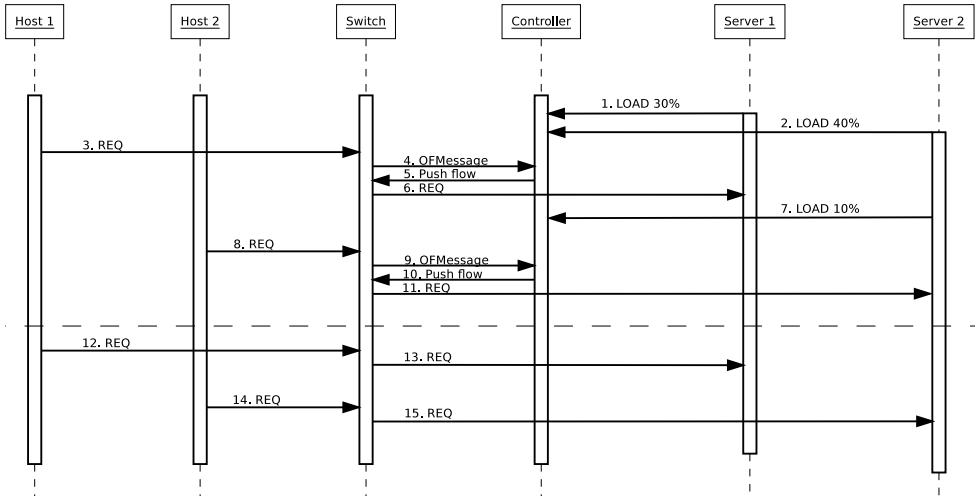 Host 1
Host 2
Switch
Controller
Server 1
Server 2
1. LOAD 30%
2. LOAD 40%
3. REQ
4. OFMessage
5. Push flow
6. REQ
7. LOAD 10%
8. REQ
9. OFMessage
10. Push flow
11. REQ
12. REQ
13. REQ
14. REQ
15. REQ